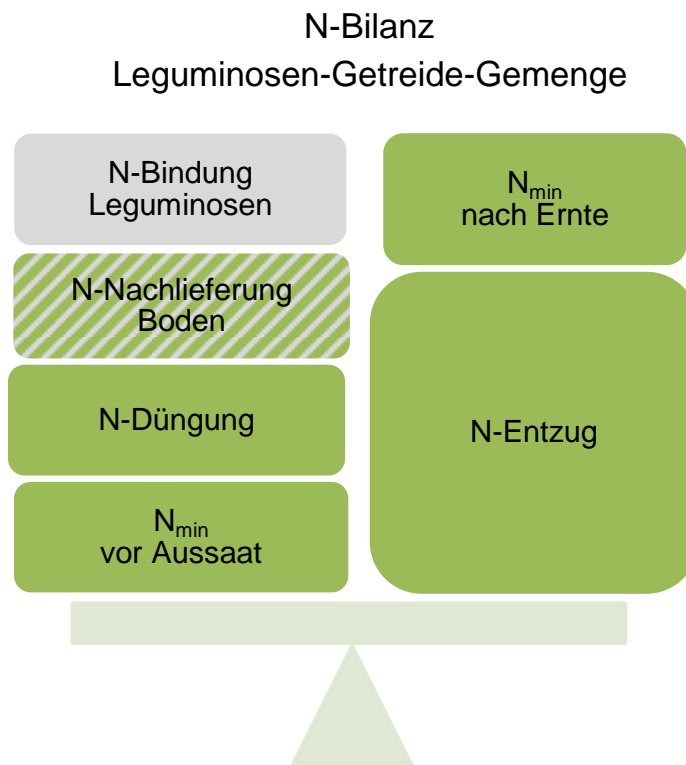 N-Bilanz
Leguminosen-Getreide-Gemenge
N-Bindung
Leguminosen
N-Nachlieferung
Boden
N-Düngung
Nmin
vor Aussaat
Nmin
nach Ernte
N-Entzug